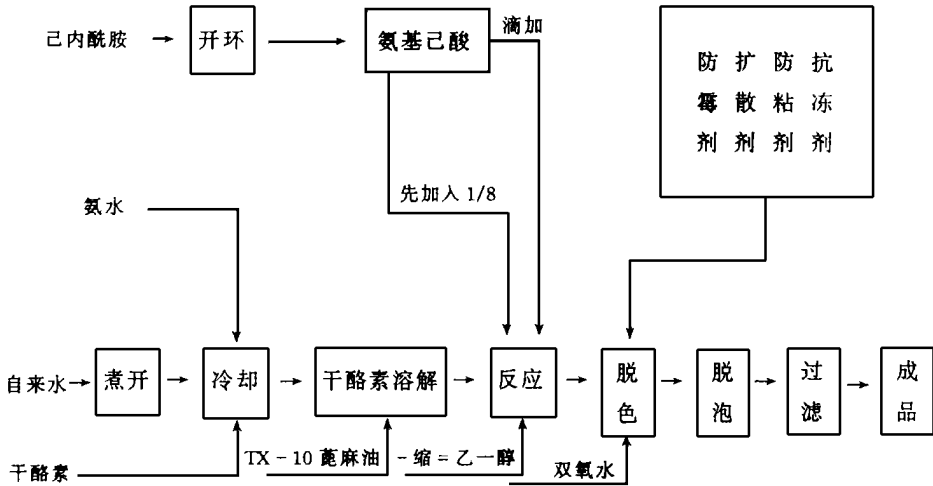 己内酰胺
开环
氨基己酸
滴加
防 扩 防 抗
霉 散 粘 冻
剂 剂 剂 剂
先加入 1/8
氨水
自来水
煮开
冷却
干酪素溶解
反应
脱色
脱泡
过滤
成品
干酪素
TX-10 蓖麻油
-缩=乙一醇
双氧水